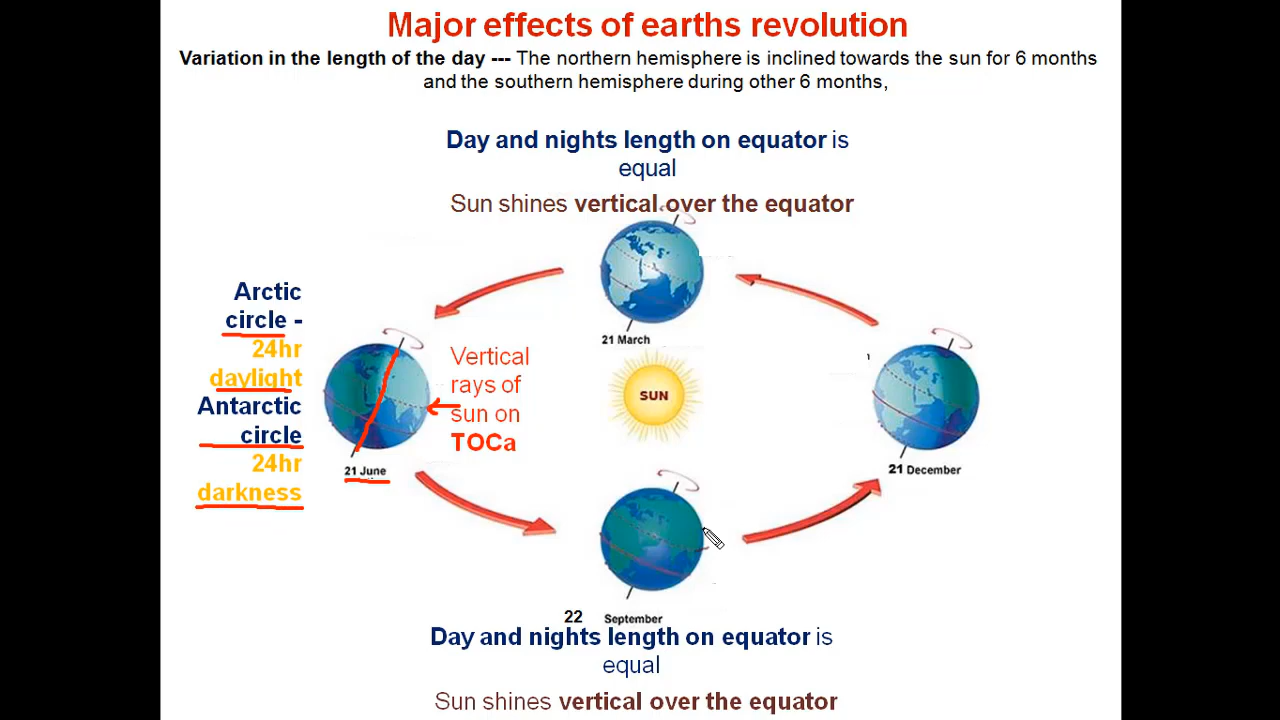 Major effects of earths revolution
Variation in the length of the day --- The northern hemisphere is inclined towards the sun for 6 months
and the southern hemisphere during other 6 months,
Day and nights length on equator is
equal
Sun shines vertical over the equator
21 March
Arctic
circle -
24hr
daylight
Antarctic
circle
24hr
darkness
21 June
Vertical
rays of
sun on
TOCa
SUN
21 December
22 September
Day and nights length on equator is
equal
Sun shines vertical over the equator